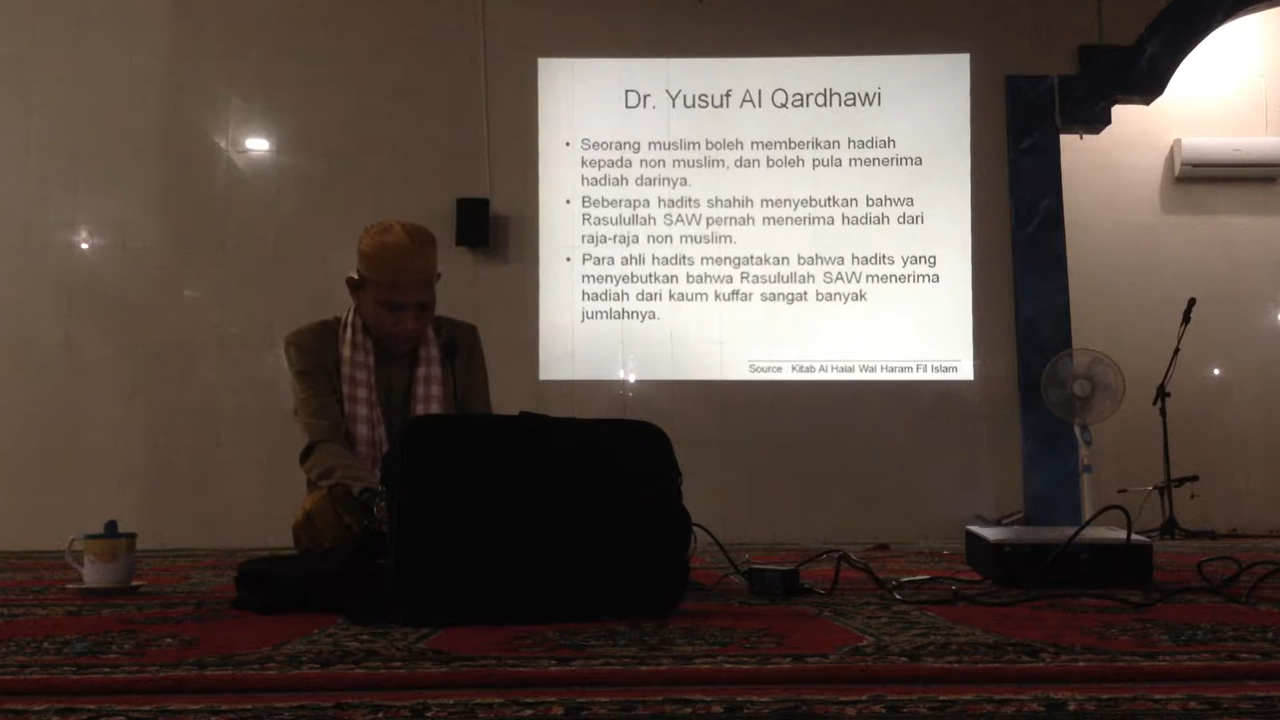 Dr. Yusuf Al Qardhawi
• Seorang muslim boleh memberikan hadiah
kepada non muslim, dan boleh pula menerima
hadiah darinya.
• Beberapa hadits shahih menyebutkan bahwa
Rasulullah SAW pernah menerima hadiah dari
raja-raja non muslim.
• Para ahli hadits mengatakan bahwa hadits yang
menyebutkan bahwa Rasulullah SAW menerima
hadiah dari kaum kuffar sangat banyak
jumlahnya.
Source : Kitab Al Halal Wal Haram Fil Islam